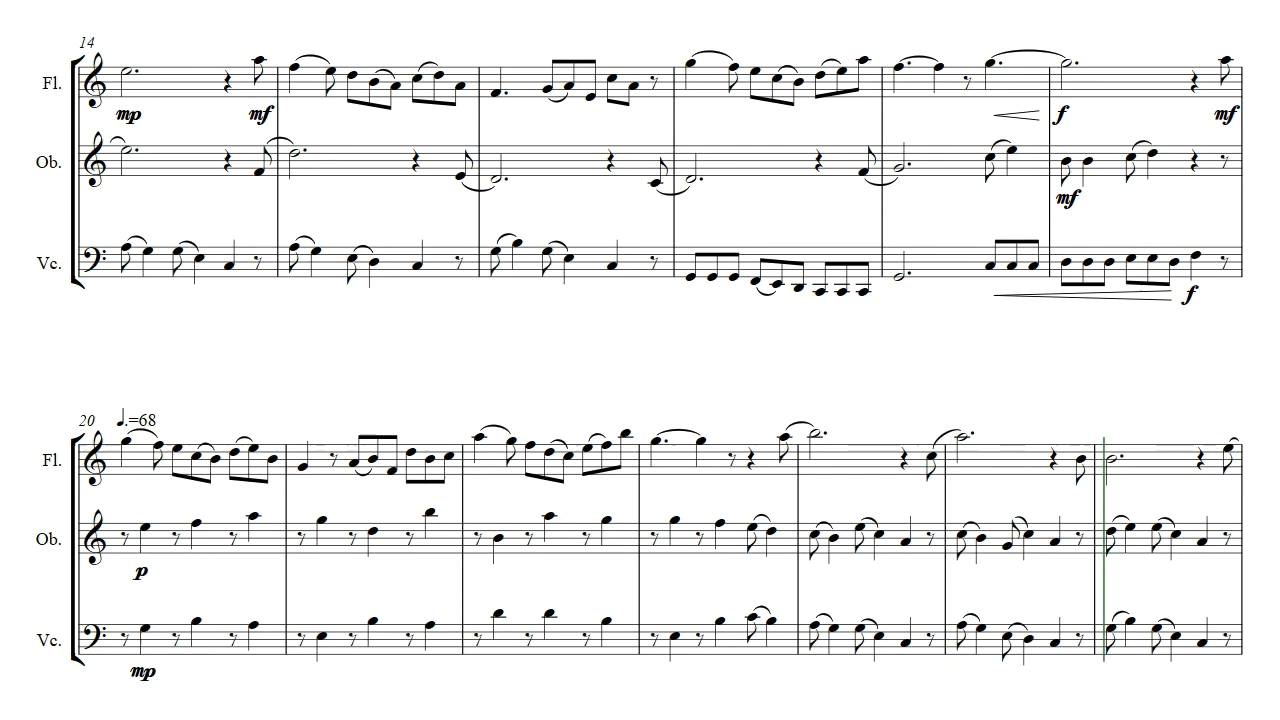 14
Fl.
mp mf f mf
Ob.
mf
Vc.
f
20 ♩.=68
Fl.
Ob.
p
Vc.
mp